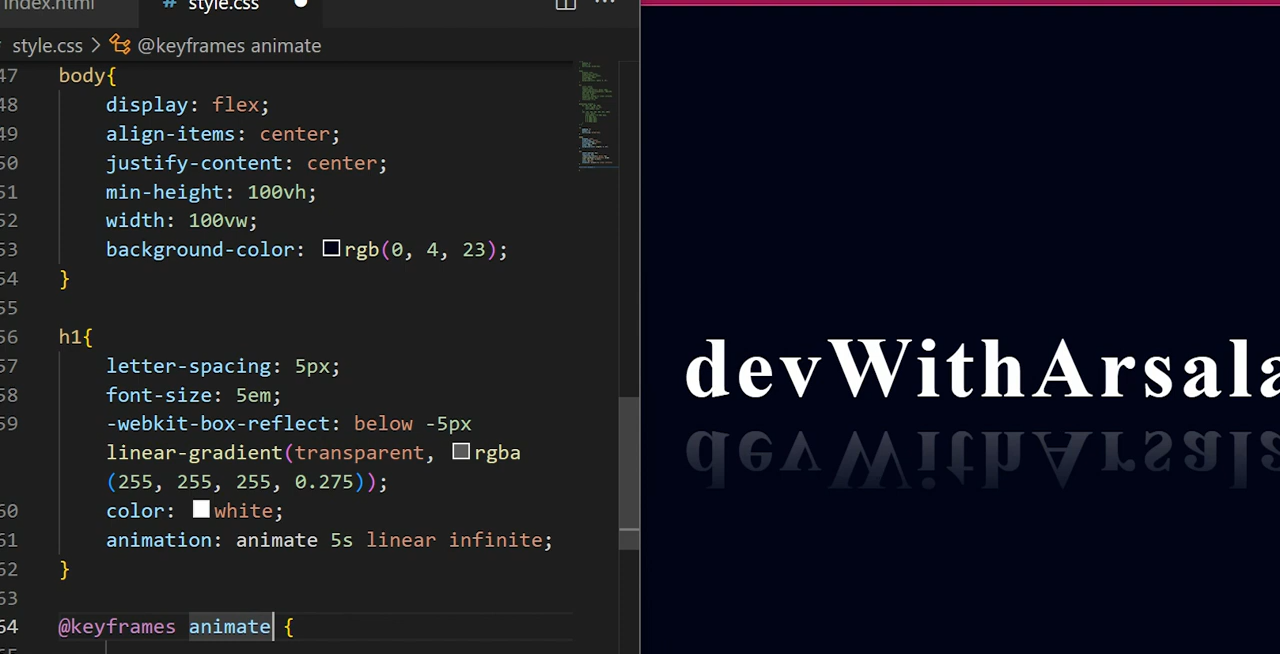 index.html
# style.css
style.css > @keyframes animate
47 body{
48 display: flex;
49 align-items: center;
50 justify-content: center;
51 min-height: 100vh;
52 width: 100vw;
53 background-color: rgb(0, 4, 23);
54 }
55
56 h1{
57 letter-spacing: 5px;
58 font-size: 5em;
59 -webkit-box-reflect: below -5px
linear-gradient(transparent, rgba
(255, 255, 255, 0.275));
60 color: white;
61 animation: animate 5s linear infinite;
62 }
63
64 @keyframes animate {
65
devWithArsala
devWithArsala